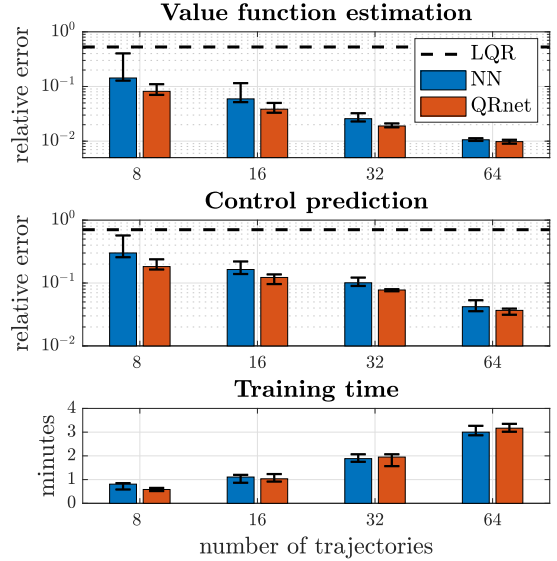 Value function estimation
relative error
10^0
10^-1
10^-2
LQR
NN
QRnet
8 16 32 64
Control prediction
relative error
10^0
10^-1
10^-2
8 16 32 64
Training time
minutes
4
3
2
1
0
8 16 32 64
number of trajectories